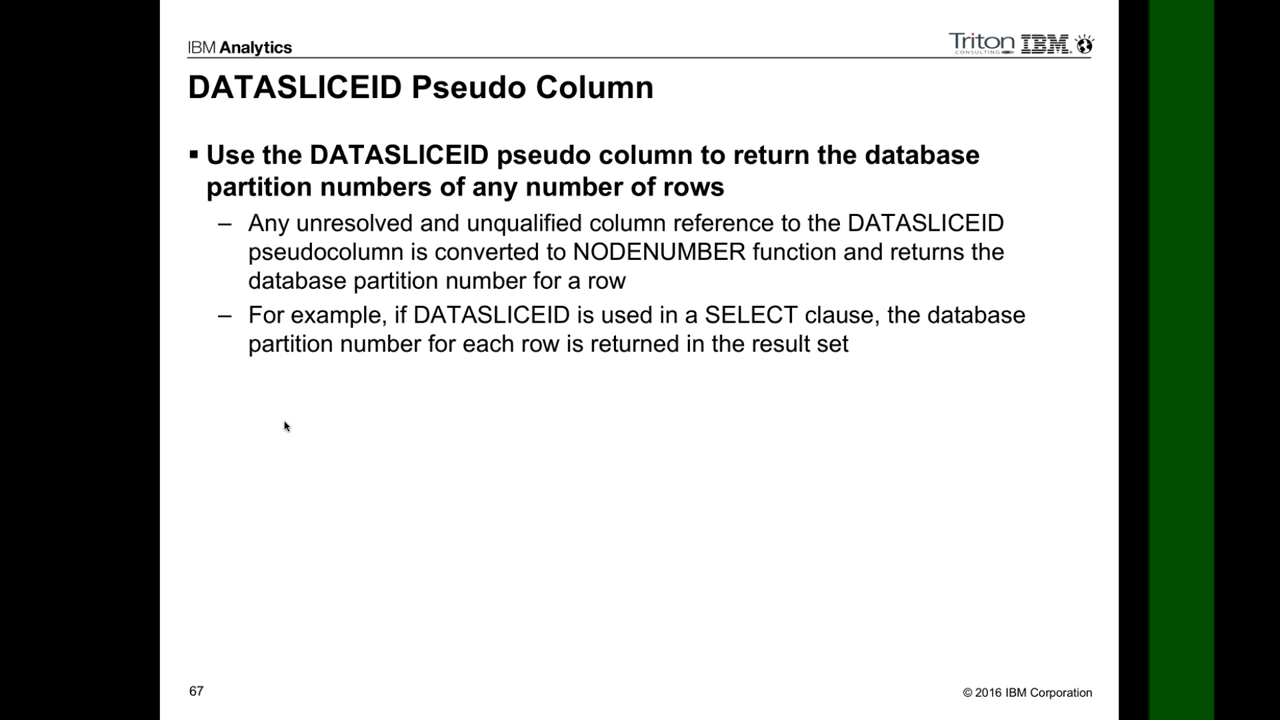 IBM Analytics
Triton IBM
CONSULTING
DATASLICEID Pseudo Column
▪ Use the DATASLICEID pseudo column to return the database
partition numbers of any number of rows
– Any unresolved and unqualified column reference to the DATASLICEID
pseudocolumn is converted to NODENUMBER function and returns the
database partition number for a row
– For example, if DATASLICEID is used in a SELECT clause, the database
partition number for each row is returned in the result set
67
© 2016 IBM Corporation